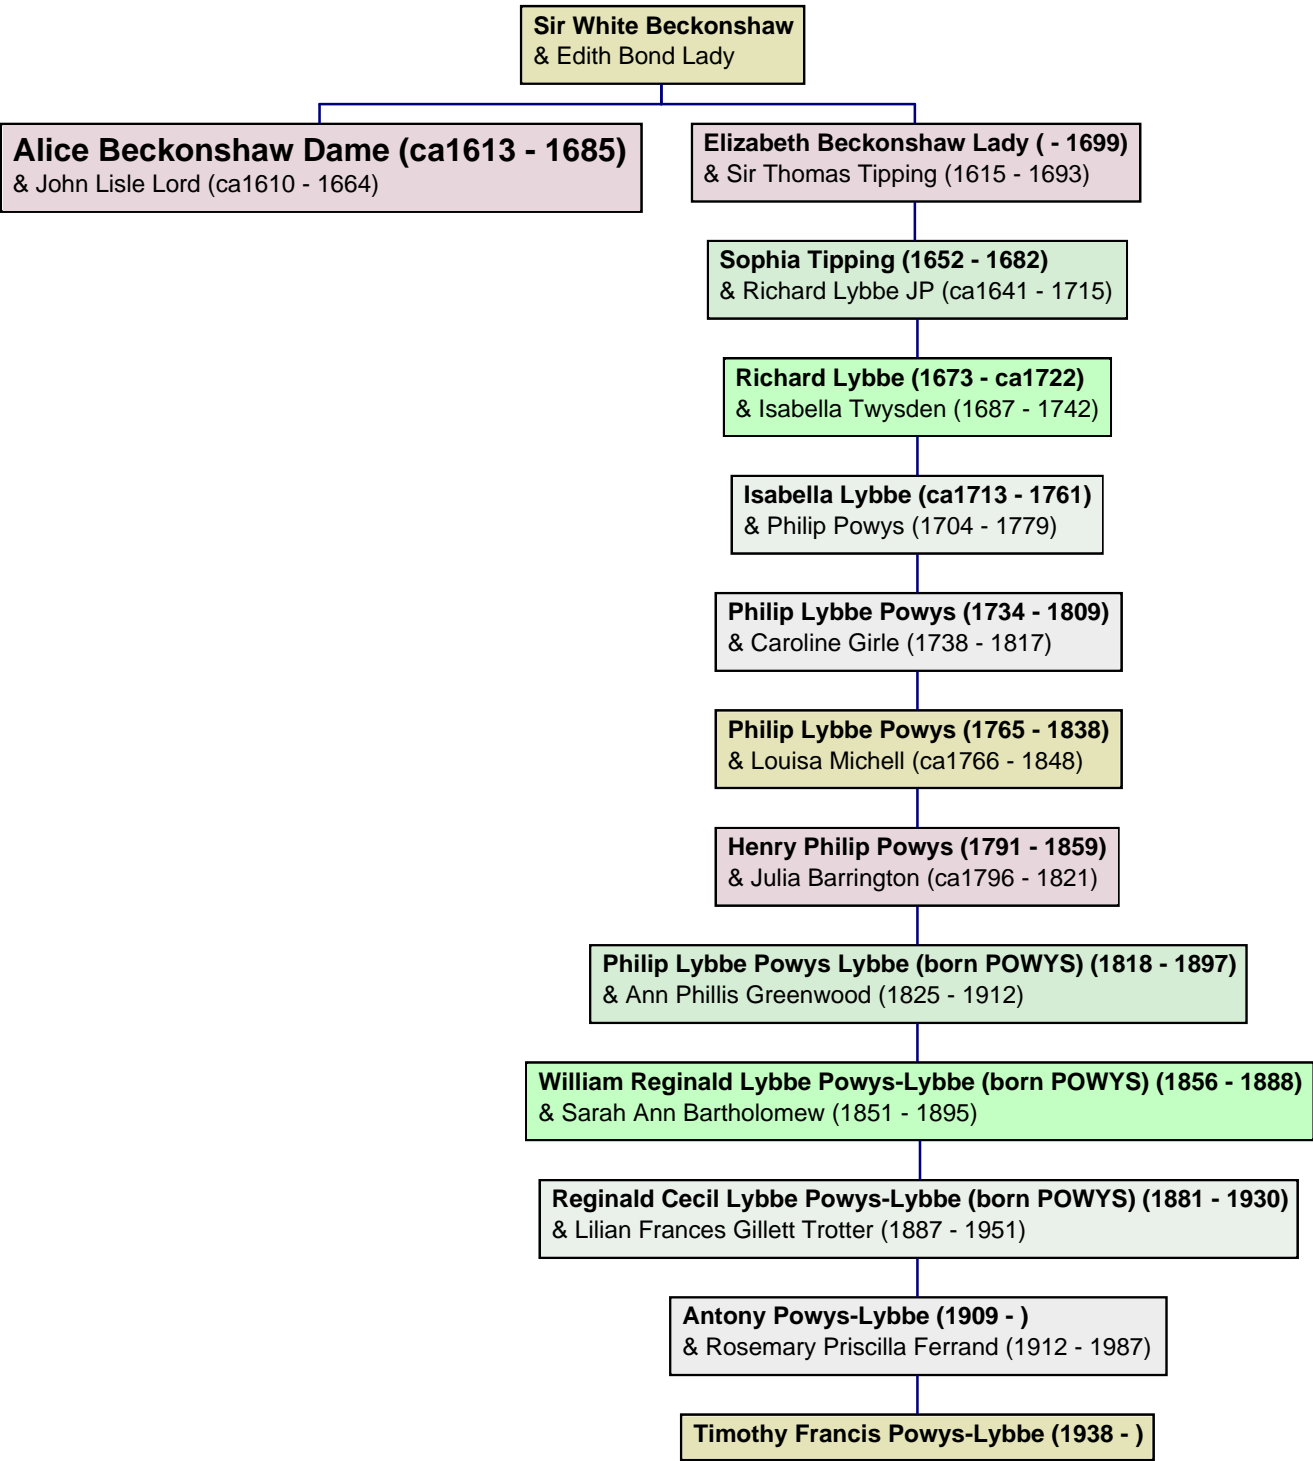 Sir White Beckonshaw
& Edith Bond Lady
Alice Beckonshaw Dame (ca1613 - 1685)
& John Lisle Lord (ca1610 - 1664)
Elizabeth Beckonshaw Lady ( - 1699)
& Sir Thomas Tipping (1615 - 1693)
Sophia Tipping (1652 - 1682)
& Richard Lybbe JP (ca1641 - 1715)
Richard Lybbe (1673 - ca1722)
& Isabella Twysden (1687 - 1742)
Isabella Lybbe (ca1713 - 1761)
& Philip Powys (1704 - 1779)
Philip Lybbe Powys (1734 - 1809)
& Caroline Girle (1738 - 1817)
Philip Lybbe Powys (1765 - 1838)
& Louisa Michell (ca1766 - 1848)
Henry Philip Powys (1791 - 1859)
& Julia Barrington (ca1796 - 1821)
Philip Lybbe Powys Lybbe (born POWYS) (1818 - 1897)
& Ann Phillis Greenwood (1825 - 1912)
William Reginald Lybbe Powys-Lybbe (born POWYS) (1856 - 1888)
& Sarah Ann Bartholomew (1851 - 1895)
Reginald Cecil Lybbe Powys-Lybbe (born POWYS) (1881 - 1930)
& Lilian Frances Gillett Trotter (1887 - 1951)
Antony Powys-Lybbe (1909 - )
& Rosemary Priscilla Ferrand (1912 - 1987)
Timothy Francis Powys-Lybbe (1938 - )